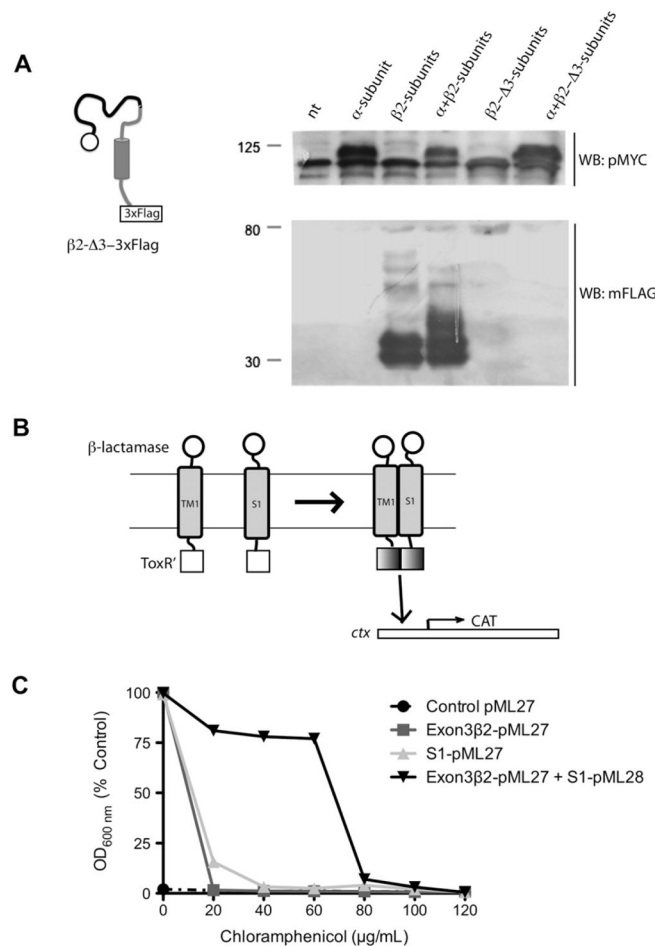 A
nt
α-subunit
β2-subunits
α+β2-subunits
β2-Δ3-subunits
α+β2-Δ3-subunits
125
WB: pMYC
3xFlag
β2-Δ3–3xFlag
80
30
WB: mFLAG
B
β-lactamase
TM1
S1
TM1
S1
ToxR'
ctx
CAT
C
100
75
50
25
0
OD600 nm (% Control)
Control pML27
Exon3β2-pML27
S1-pML27
Exon3β2-pML27 + S1-pML28
0 20 40 60 80 100 120
Chloramphenicol (µg/mL)